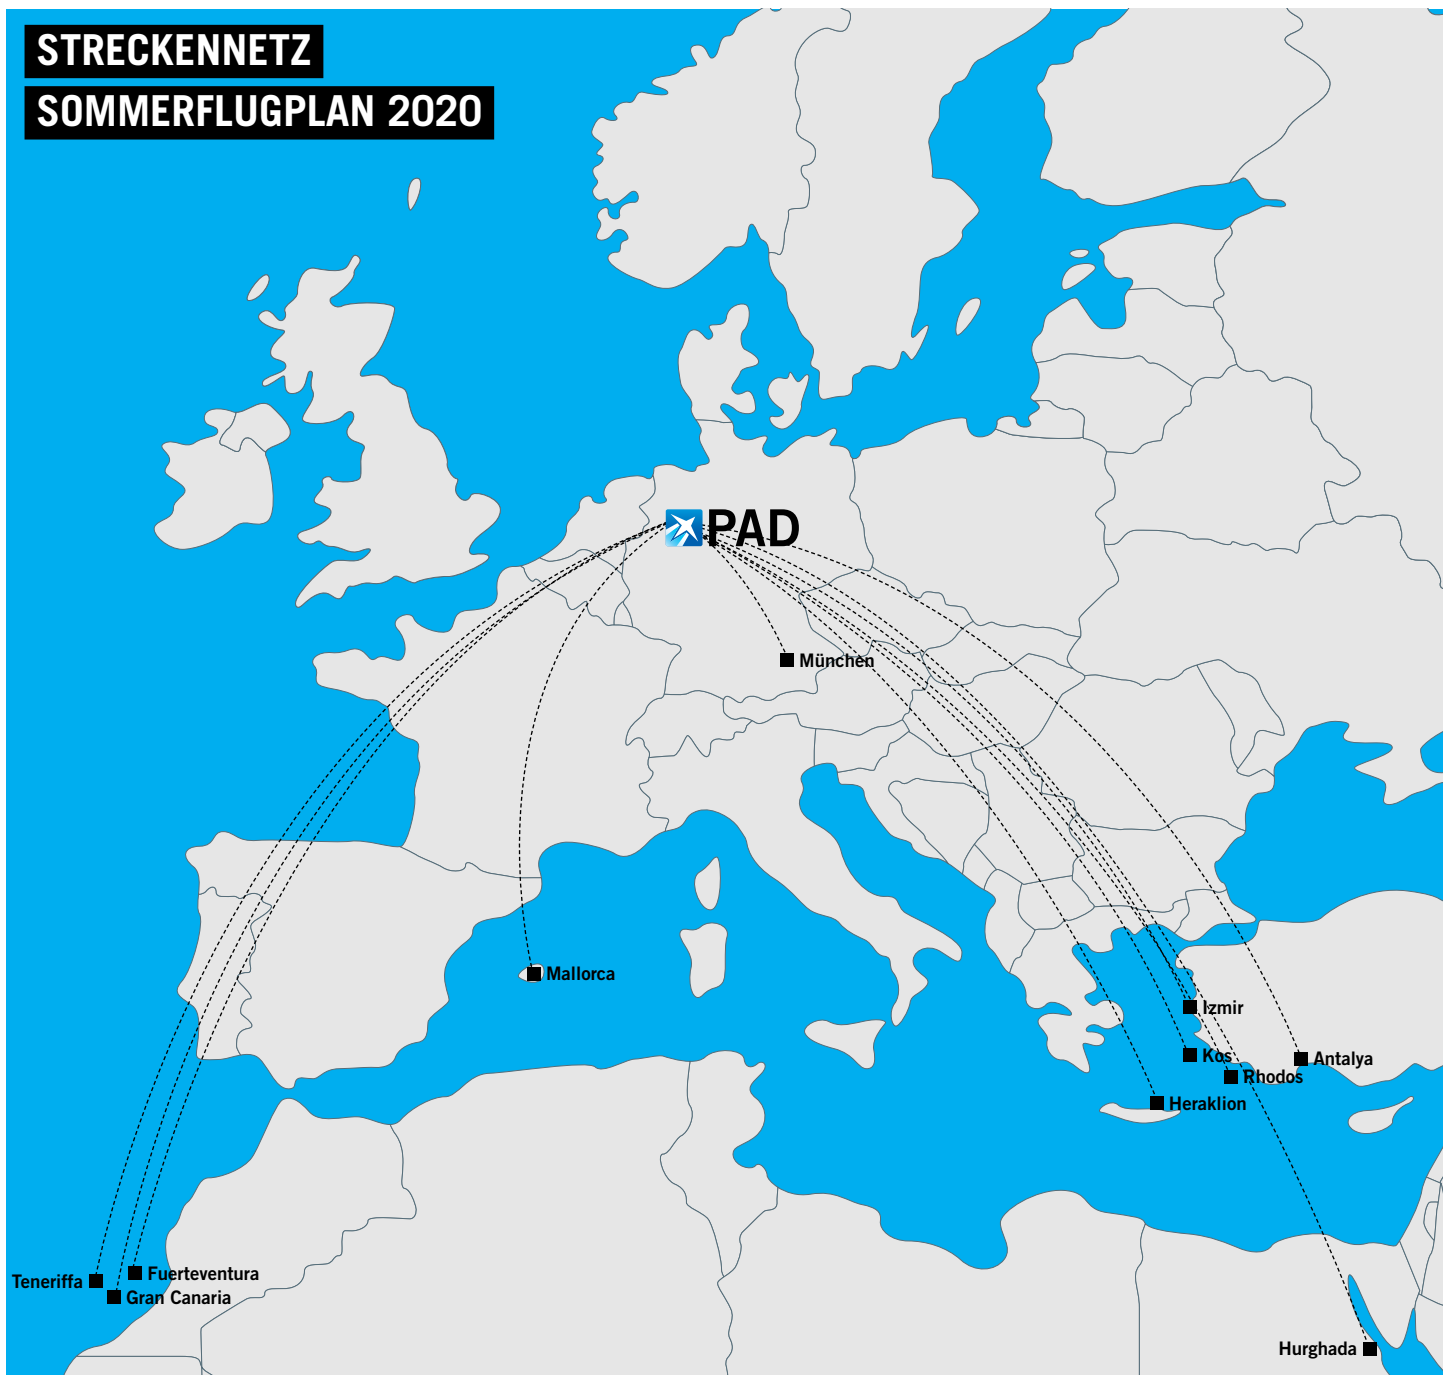 STRECKENNETZ
SOMMERFLUGPLAN 2020
PAD
München
Mallorca
Izmir
Kos
Antalya
Rhodos
Heraklion
Fuerteventura
Teneriffa
Gran Canaria
Hurghada